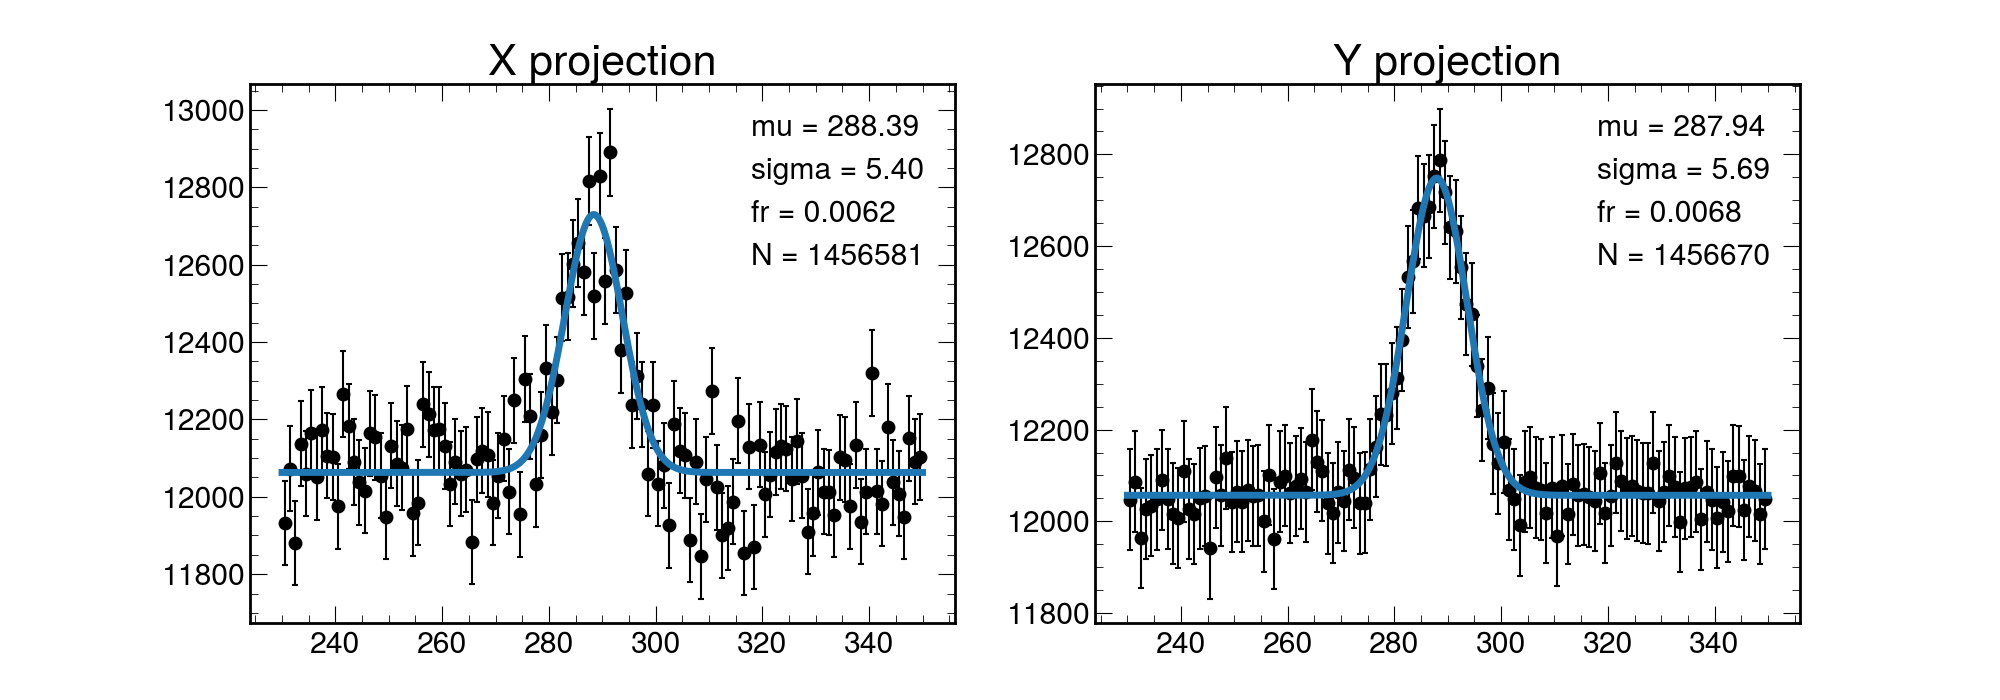 X projection
mu = 288.39
sigma = 5.40
fr = 0.0062
N = 1456581
13000
12800
12600
12400
12200
12000
11800
240 260 280 300 320 340
Y projection
mu = 287.94
sigma = 5.69
fr = 0.0068
N = 1456670
12800
12600
12400
12200
12000
11800
240 260 280 300 320 340